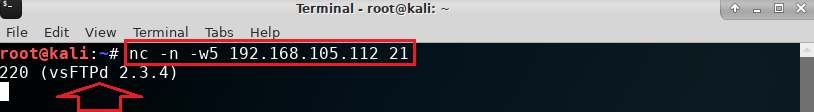 Terminal - root@kali: ~
File Edit View Terminal Tabs Help
root@kali:~# nc -n -w5 192.168.105.112 21
220 (vsFTPd 2.3.4)